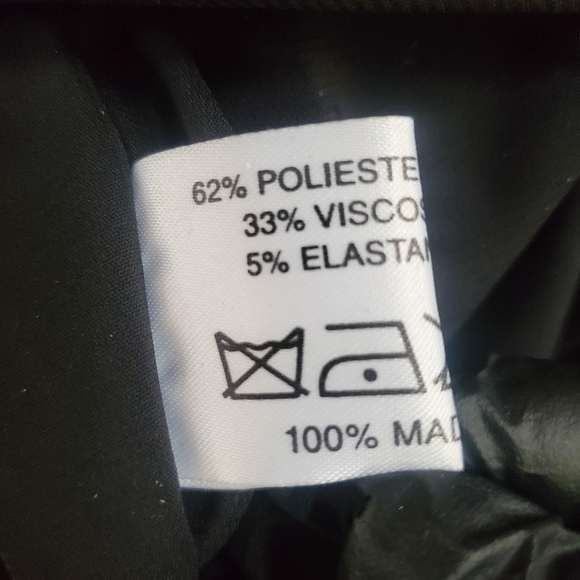 62% POLIESTE
33% VISCOS
5% ELASTAN
100% MAD